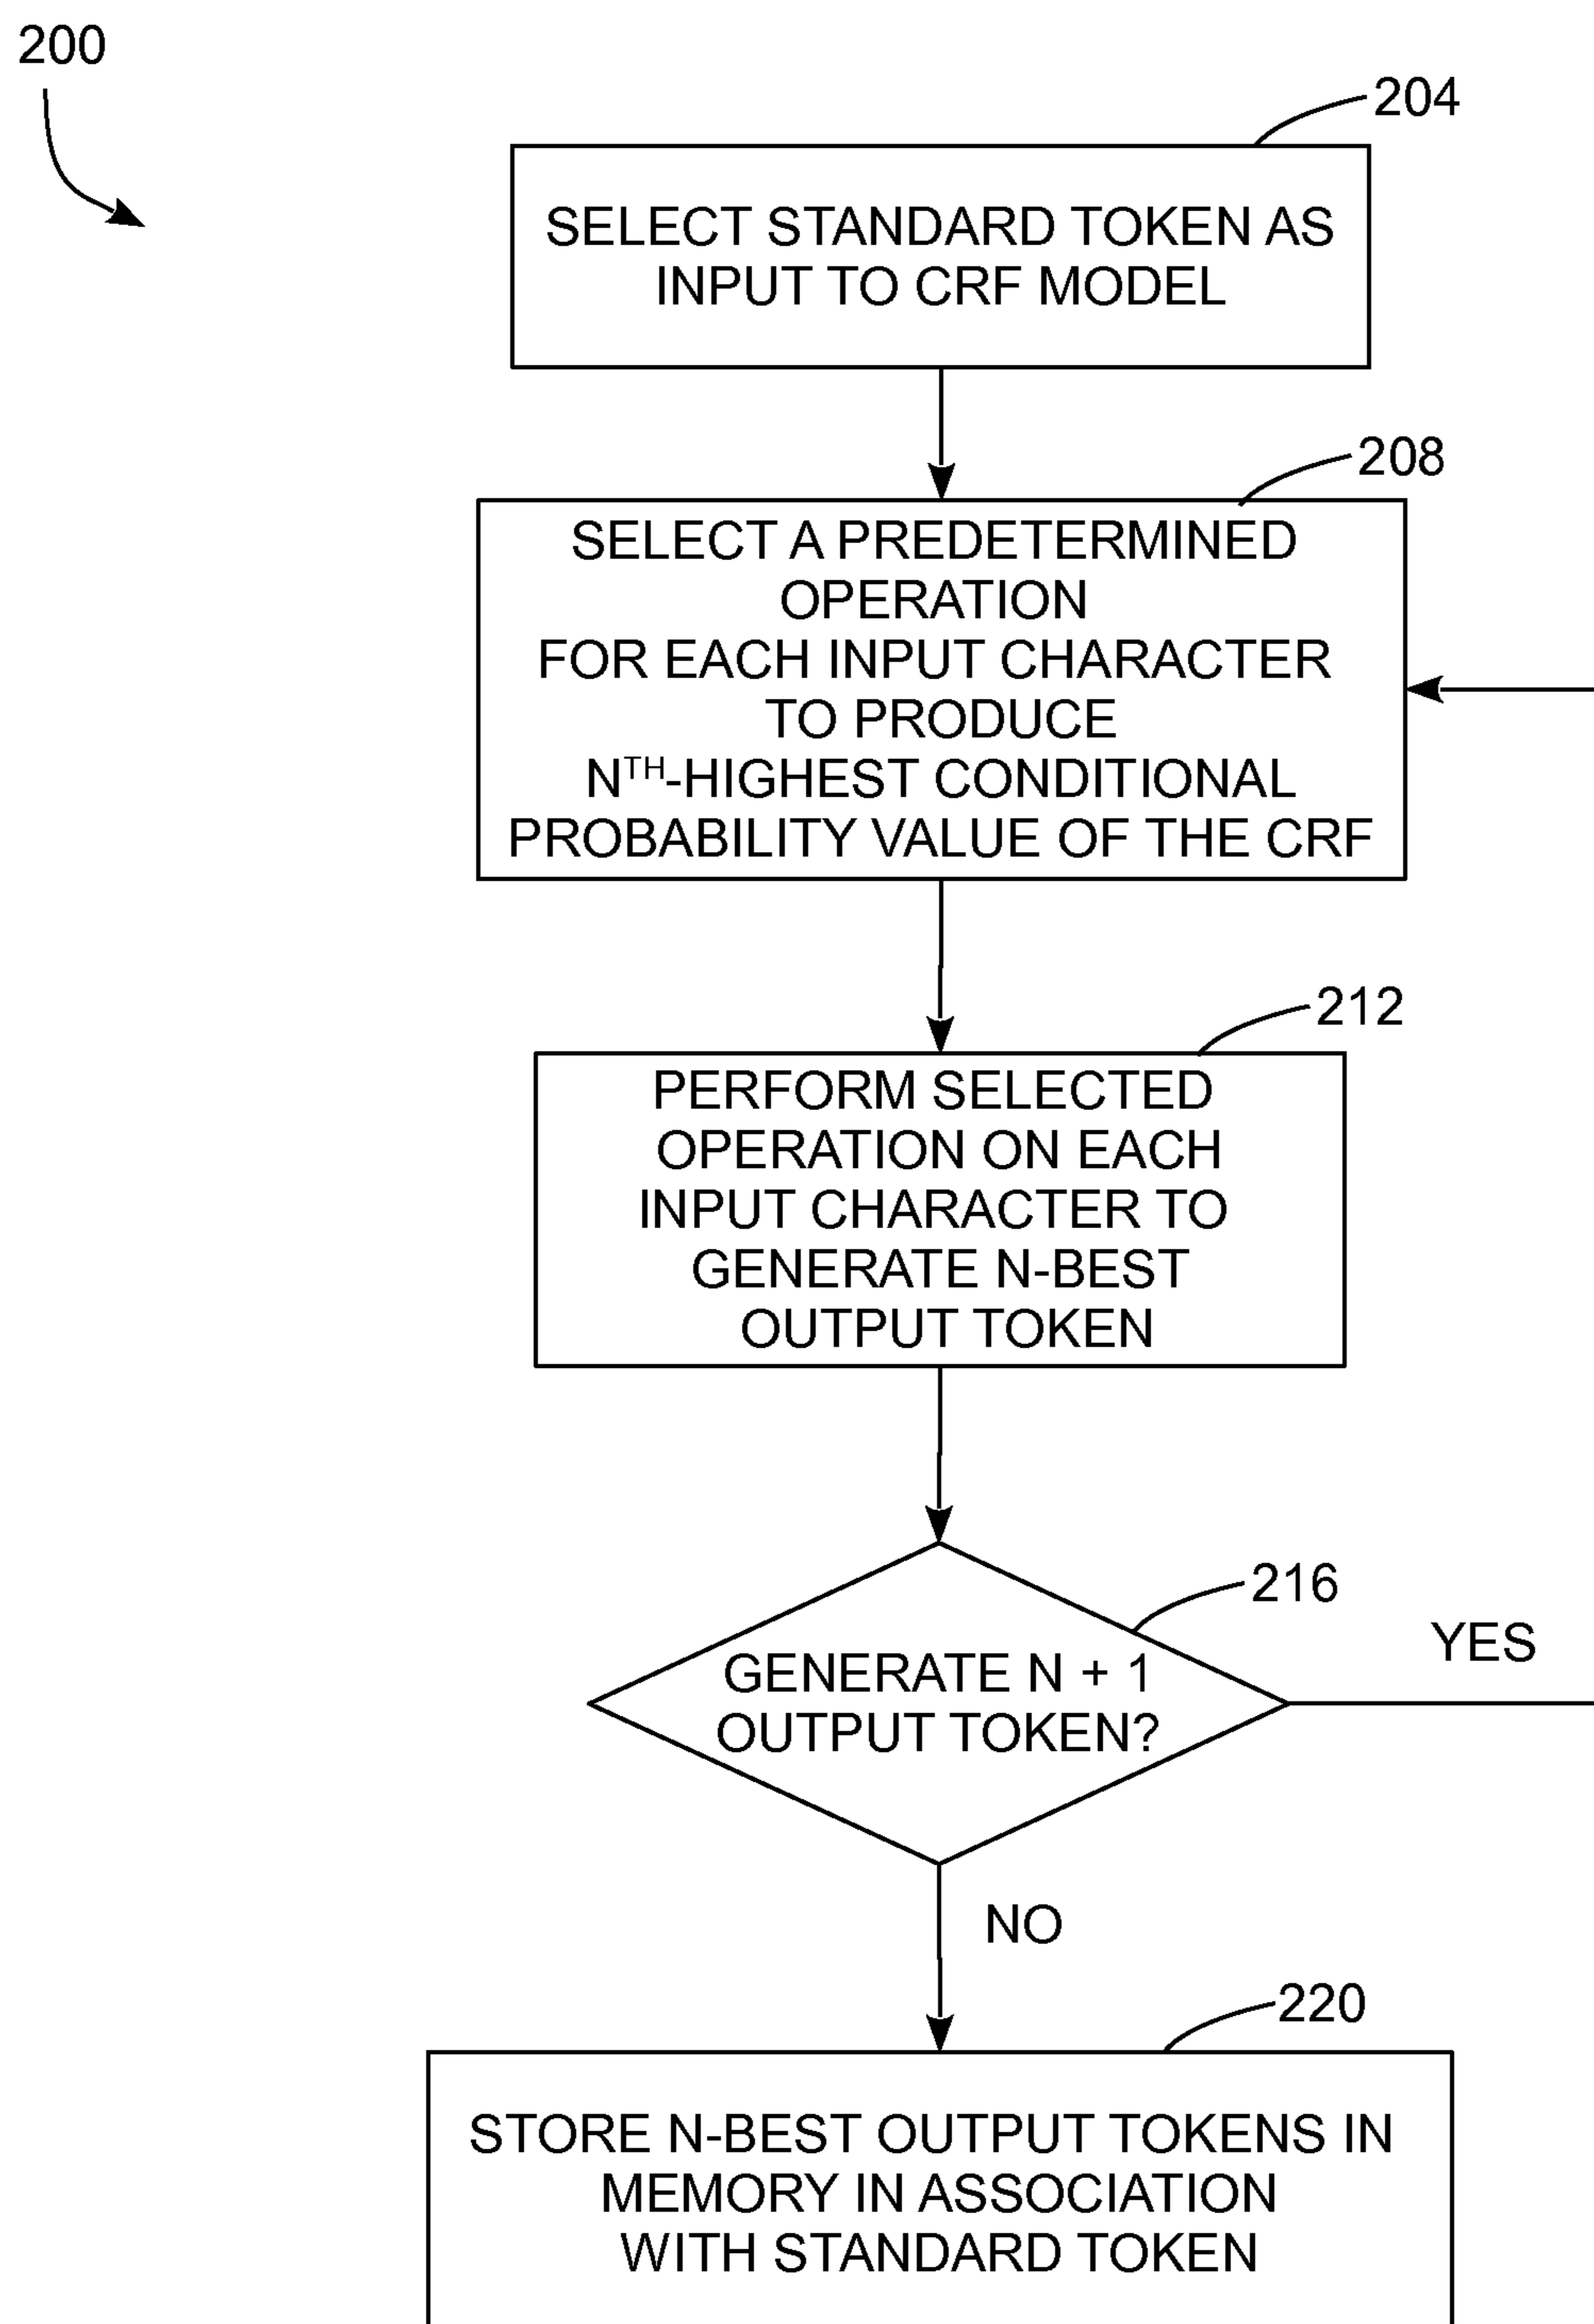 200
204
SELECT STANDARD TOKEN AS
INPUT TO CRF MODEL
208
SELECT A PREDETERMINED
OPERATION
FOR EACH INPUT CHARACTER
TO PRODUCE
Nᵀᴴ-HIGHEST CONDITIONAL
PROBABILITY VALUE OF THE CRF
212
PERFORM SELECTED
OPERATION ON EACH
INPUT CHARACTER TO
GENERATE N-BEST
OUTPUT TOKEN
216
GENERATE N + 1
OUTPUT TOKEN?
YES
NO
220
STORE N-BEST OUTPUT TOKENS IN
MEMORY IN ASSOCIATION
WITH STANDARD TOKEN